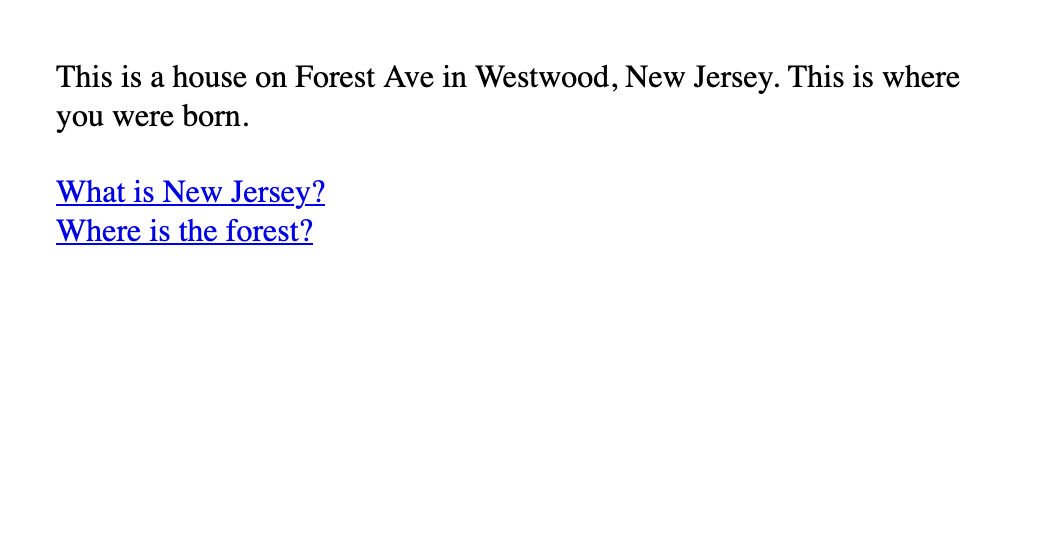 This is a house on Forest Ave in Westwood, New Jersey. This is where
you were born.
What is New Jersey?
Where is the forest?